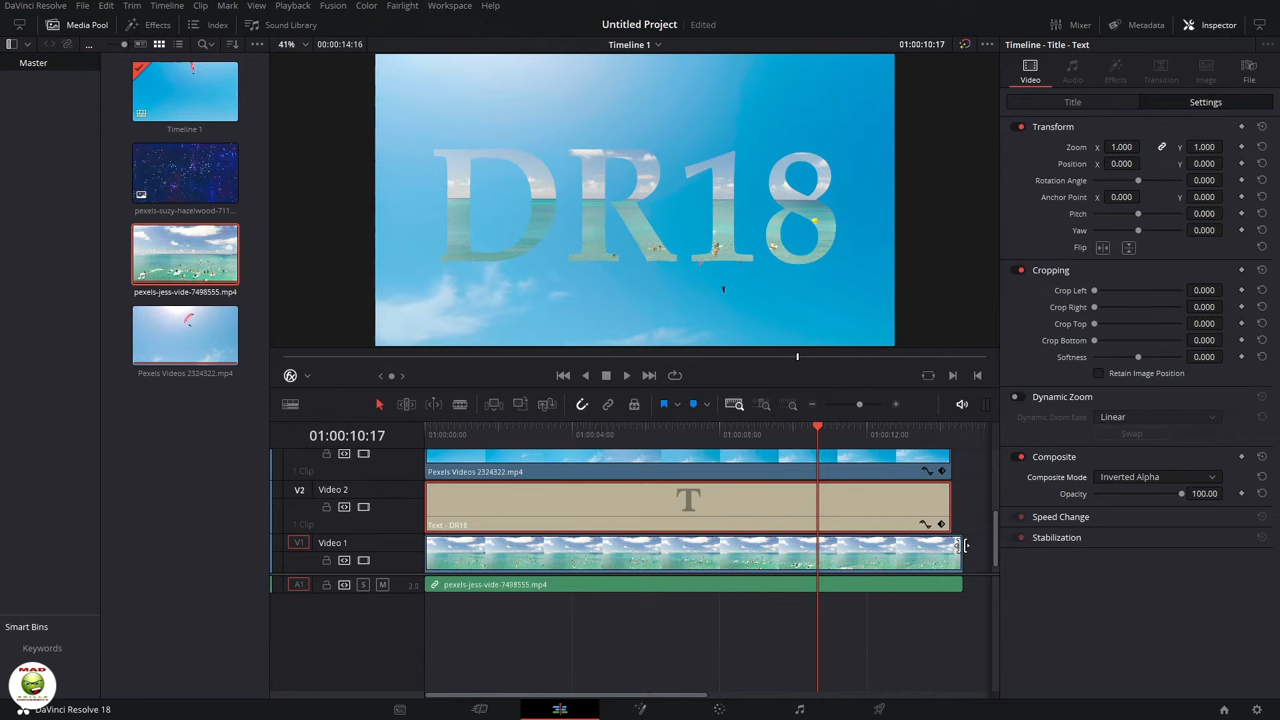 DaVinci Resolve File Edit Trim Timeline Clip Mark View Playback Fusion Color Fairlight Workspace Help
Media Pool Effects Index Sound Library Untitled Project Edited Mixer Metadata Inspector
... 41% 00:00:14:16 Timeline 1 01:00:10:17 Timeline - Title - Text
Master
Video Audio Effects Transition Image File
Title Settings
Timeline 1
pexels-suzy-hazelwood-711...
pexels-jess-vide-7498555.mp4
Pexels Videos 2324322.mp4
DR18
Transform
Zoom X 1.000 Y 1.000
Position X 0.000 Y 0.000
Rotation Angle 0.000
Anchor Point X 0.000 Y 0.000
Pitch 0.000
Yaw 0.000
Flip
Cropping
Crop Left 0.000
Crop Right 0.000
Crop Top 0.000
Crop Bottom 0.000
Softness 0.000
Retain Image Position
Dynamic Zoom
Dynamic Zoom Ease Linear
Swap
Composite
Composite Mode Inverted Alpha
Opacity 100.00
Speed Change
Stabilization
01:00:10:17 01:00:00:00 01:00:04:00 01:00:08:00 01:00:12:00
1 Clip Pexels Videos 2324322.mp4
V2 Video 2
T
1 Clip Text - DR18
V1 Video 1
A1 S M 2.0 pexels-jess-vide-7498555.mp4
Smart Bins
Keywords
MAD
SKILLS
UNIVERSITY
DaVinci Resolve 18